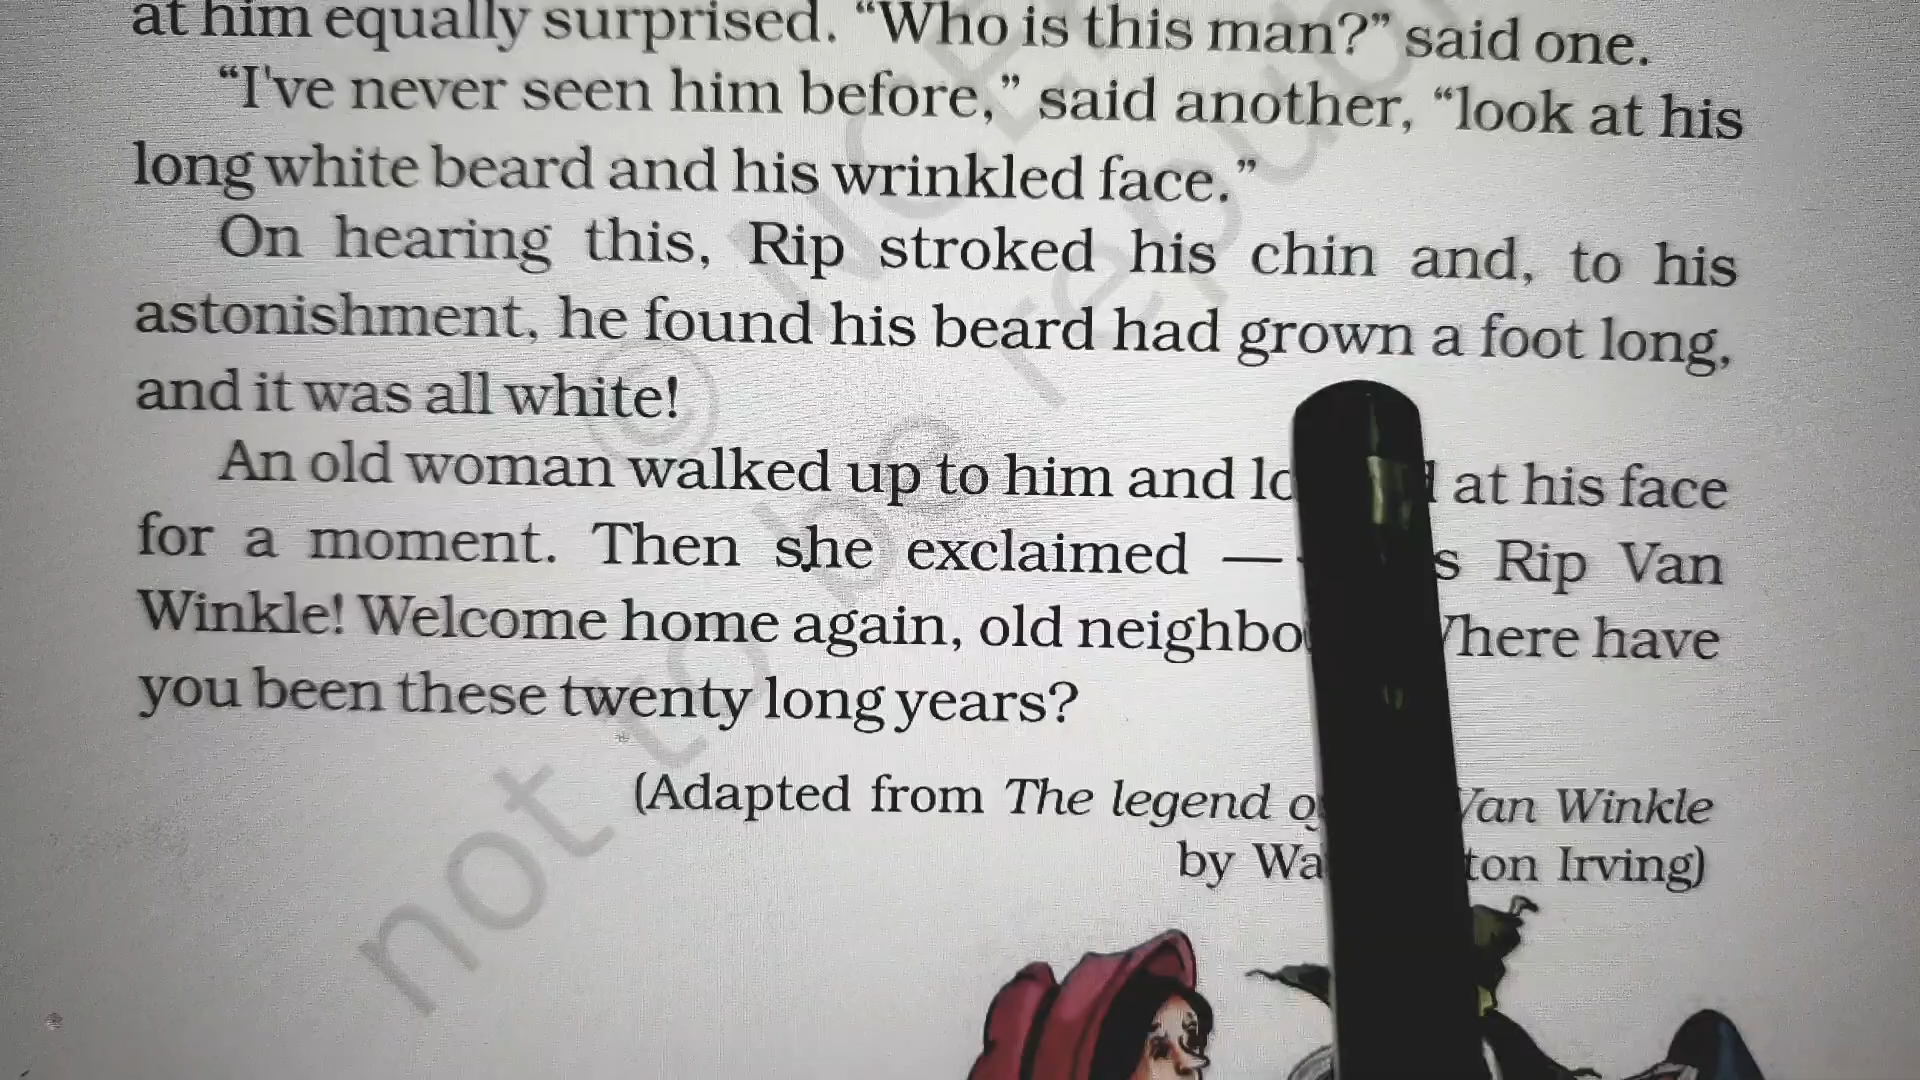 at him equally surprised. “Who is this man?” said one.
“I've never seen him before,” said another, “look at his
long white beard and his wrinkled face.”
On hearing this, Rip stroked his chin and, to his
astonishment, he found his beard had grown a foot long,
and it was all white!
An old woman walked up to him and at his face
for a moment. Then she exclaimed — Rip Van
Winkle! Welcome home again, old have
you been these twenty long years?
(Adapted from The legend Van Winkle
by Irving)
not to be